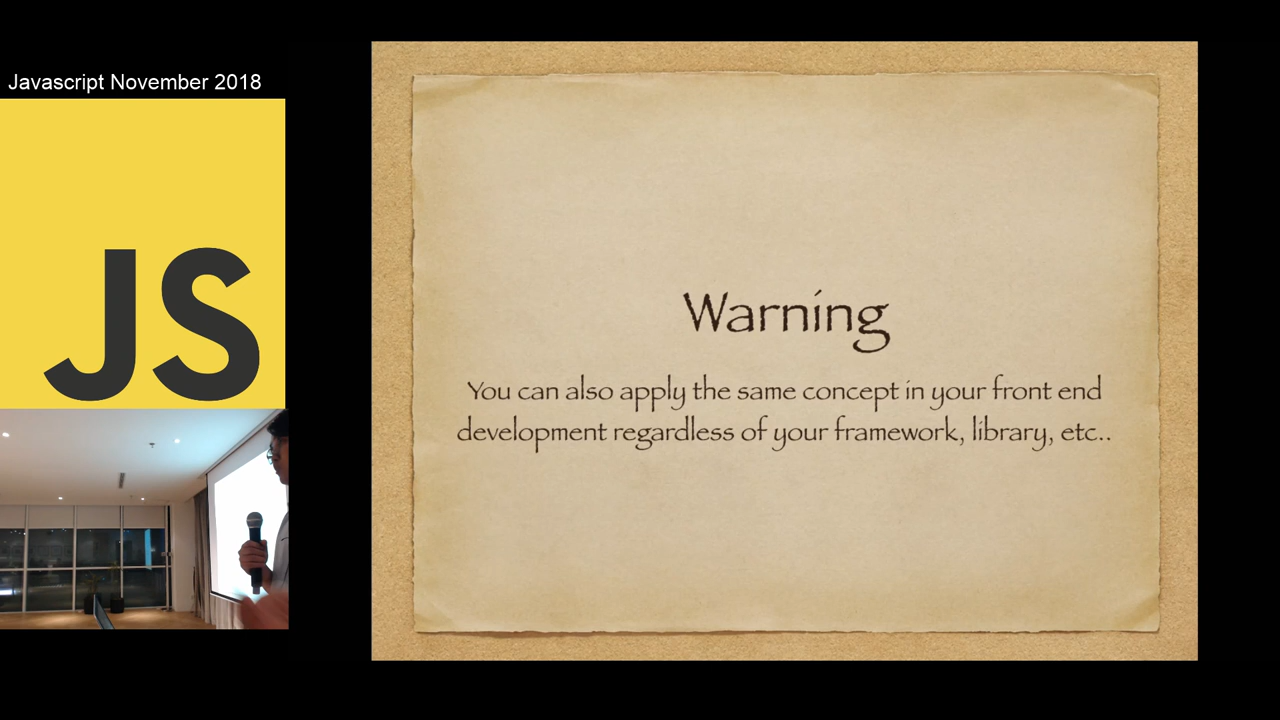 Javascript November 2018
JS
Warning
You can also apply the same concept in your front end
development regardless of your framework, library, etc..